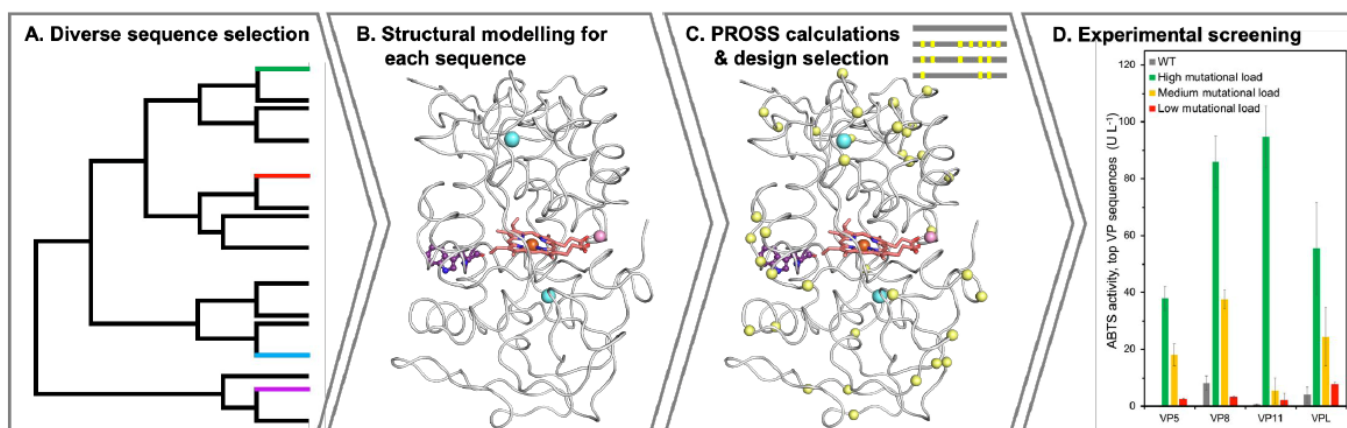 A. Diverse sequence selection
B. Structural modelling for
each sequence
C. PROSS calculations
& design selection
D. Experimental screening
ABTS activity, top VP sequences (U L-1)
120
100
80
60
40
20
0
WT
High mutational load
Medium mutational load
Low mutational load
VP5
VP8
VP11
VPL